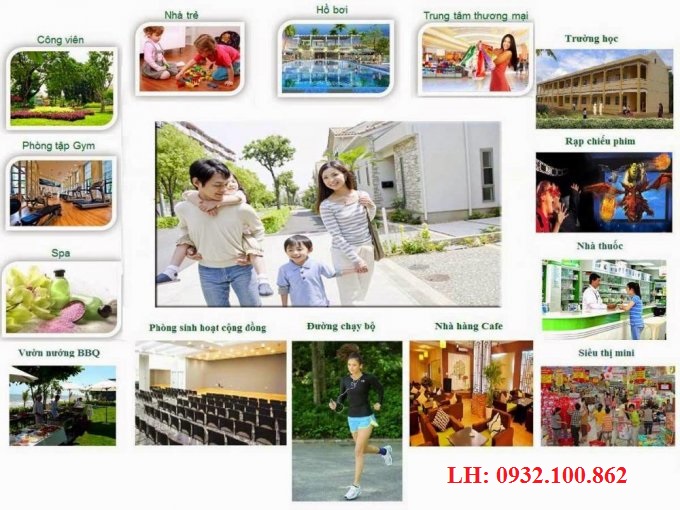 Công viên
Nhà trẻ
Hồ bơi
Trung tâm thương mại
Trường học
Phòng tập Gym
Rạp chiếu phim
Spa
Nhà thuốc
Vườn nướng BBQ
Phòng sinh hoạt cộng đồng
Đường chạy bộ
Nhà hàng Cafe
Siêu thị mini
LH: 0932.100.862